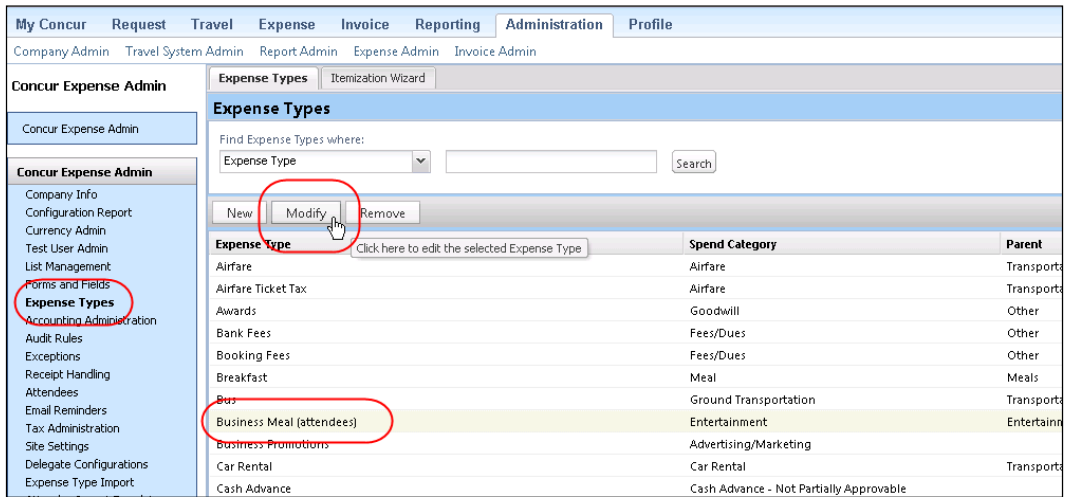 My Concur Request Travel Expense Invoice Reporting Administration Profile
Company Admin Travel System Admin Report Admin Expense Admin Invoice Admin
Concur Expense Admin
Concur Expense Admin
Concur Expense Admin
Company Info
Configuration Report
Currency Admin
Test User Admin
List Management
Forms and Fields
Expense Types
Accounting Administration
Audit Rules
Exceptions
Receipt Handling
Attendees
Email Reminders
Tax Administration
Site Settings
Delegate Configurations
Expense Type Import
Expense Types Itemization Wizard
Expense Types
Find Expense Types where:
Expense Type Search
New Modify Remove
Click here to edit the selected Expense Type
Expense Type Spend Category Parent
Airfare Airfare Transporta
Airfare Ticket Tax Airfare Transporta
Awards Goodwill Other
Bank Fees Fees/Dues Other
Booking Fees Fees/Dues Other
Breakfast Meal Meals
Bus Ground Transportation Transporta
Business Meal (attendees) Entertainment Entertainn
Business Promotions Advertising/Marketing
Car Rental Car Rental Transporta
Cash Advance Cash Advance - Not Partially Approvable